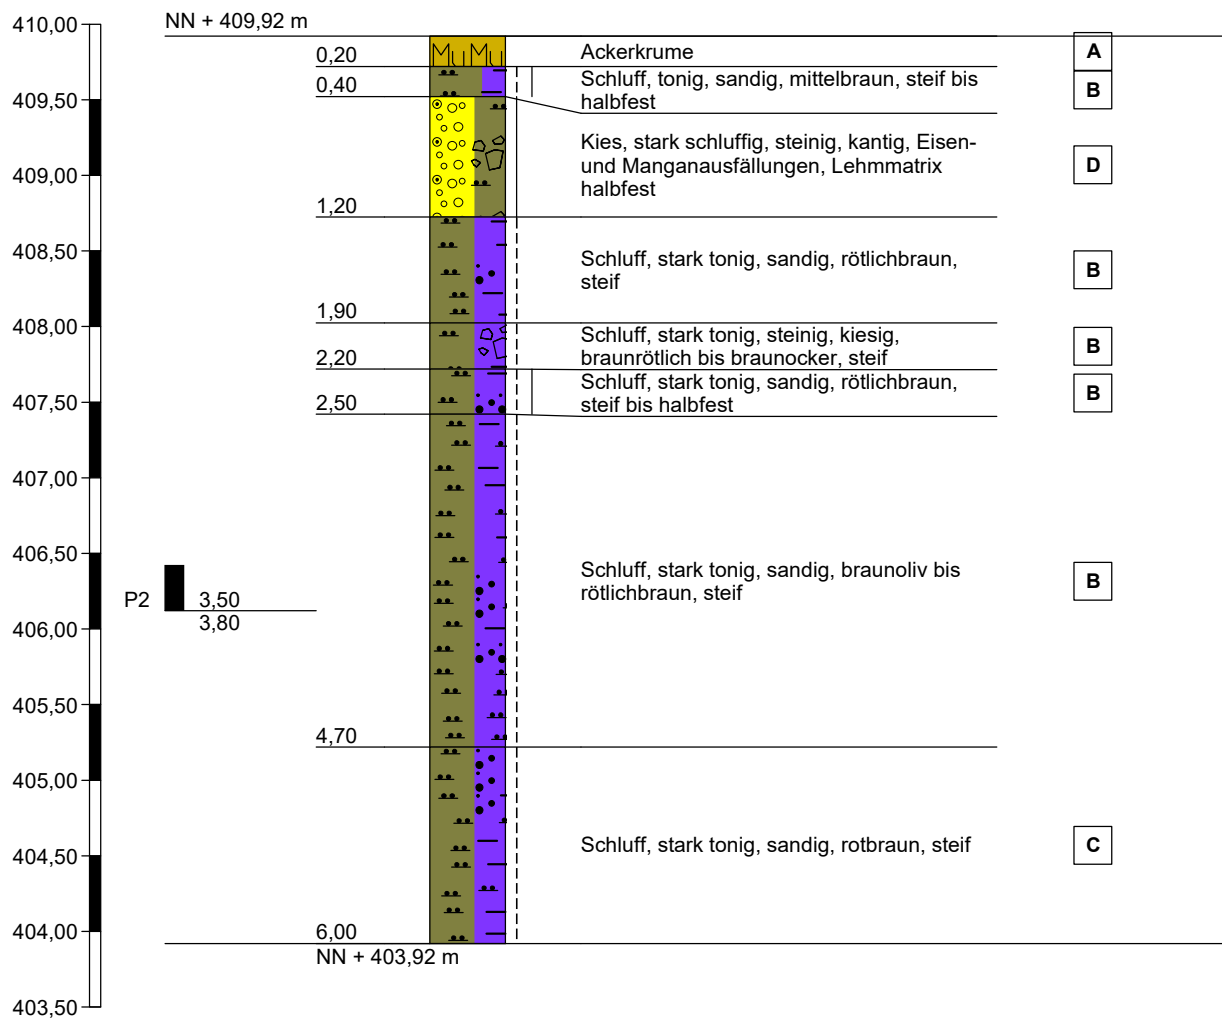 410,00
NN + 409,92 m
Mu Mu
0,20
Ackerkrume
A
0,40
Schluff, tonig, sandig, mittelbraun, steif bis
halbfest
B
409,50
Kies, stark schluffig, steinig, kantig, Eisen-
und Manganausfällungen, Lehmmatrix
halbfest
D
409,00
1,20
408,50
Schluff, stark tonig, sandig, rötlichbraun,
steif
B
1,90
408,00
Schluff, stark tonig, steinig, kiesig,
braunrötlich bis braunocker, steif
B
2,20
Schluff, stark tonig, sandig, rötlichbraun,
steif bis halbfest
B
407,50
2,50
407,00
406,50
Schluff, stark tonig, sandig, braunoliv bis
rötlichbraun, steif
B
P2
3,50
3,80
406,00
405,50
4,70
405,00
Schluff, stark tonig, sandig, rotbraun, steif
C
404,50
404,00
6,00
NN + 403,92 m
403,50